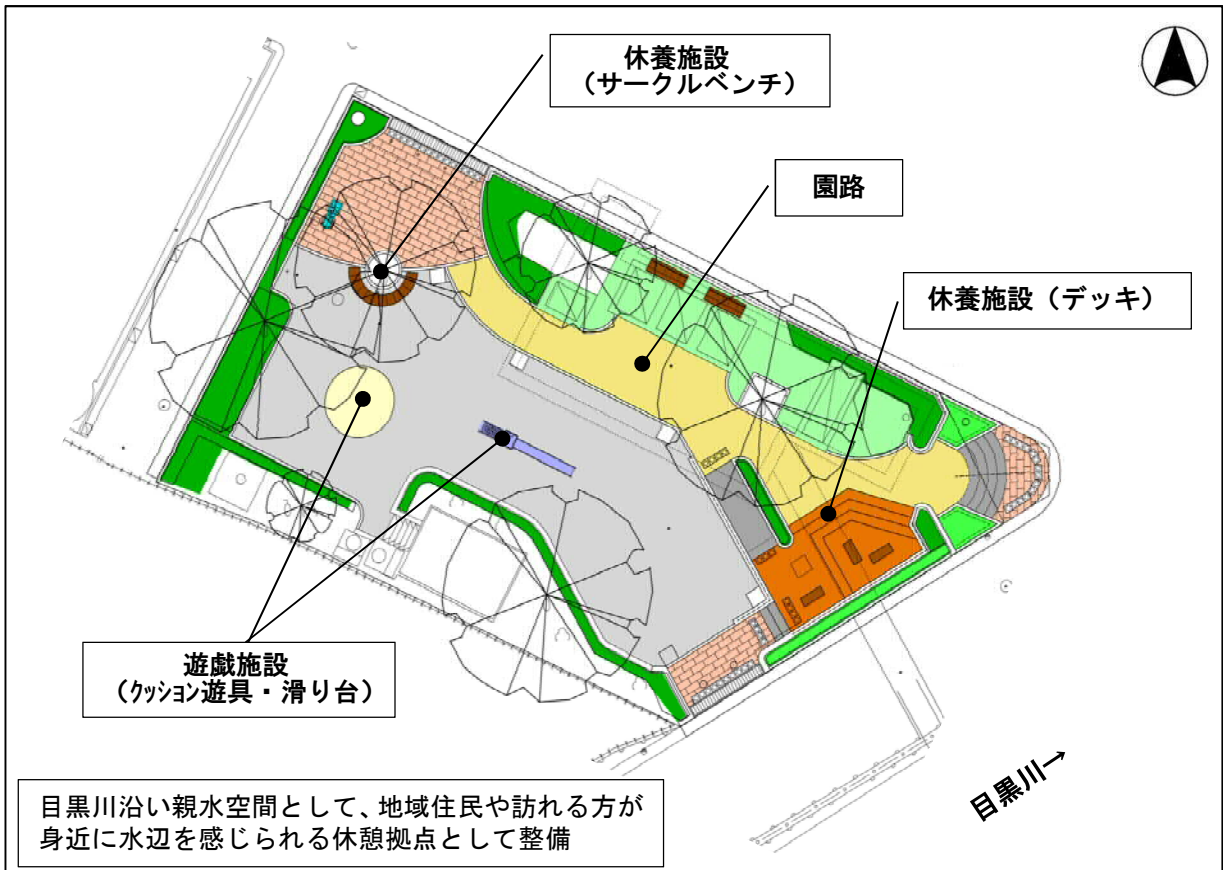 休養施設
（サークルベンチ）
園路
休養施設（デッキ）
遊戯施設
（ｸｯｼｮﾝ遊具・滑り台）
目黒川→
目黒川沿い親水空間として、地域住民や訪れる方が
身近に水辺を感じられる休憩拠点として整備